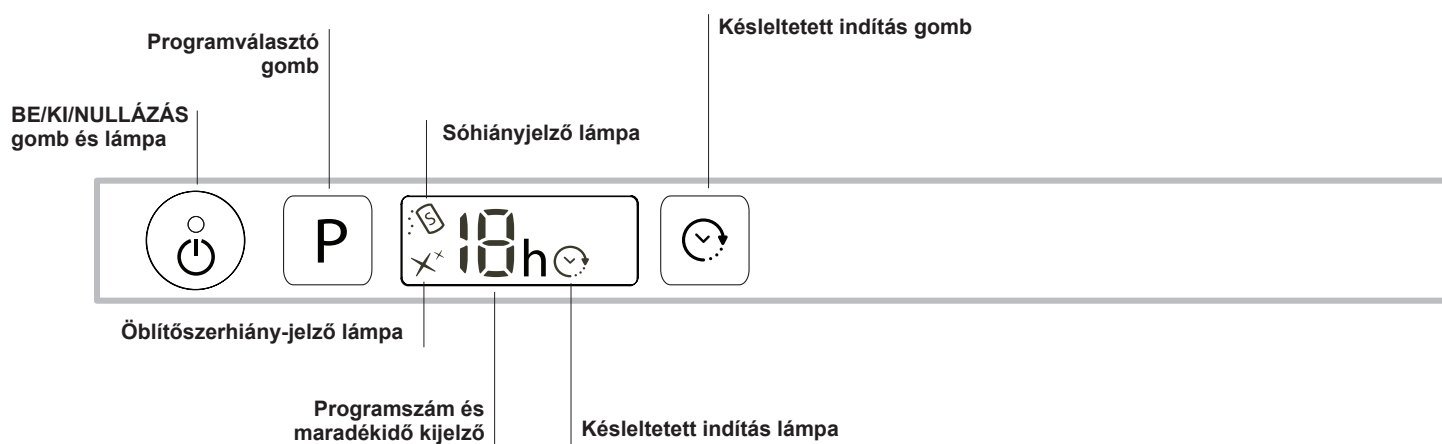 Késleltetett indítás gomb
Programválasztó
gomb
BE/KI/NULLÁZÁS
gomb és lámpa
Sóhiányjelző lámpa
P
S
18h
Öblítőszerhiány-jelző lámpa
Programszám és
maradékidő kijelző
Késleltetett indítás lámpa